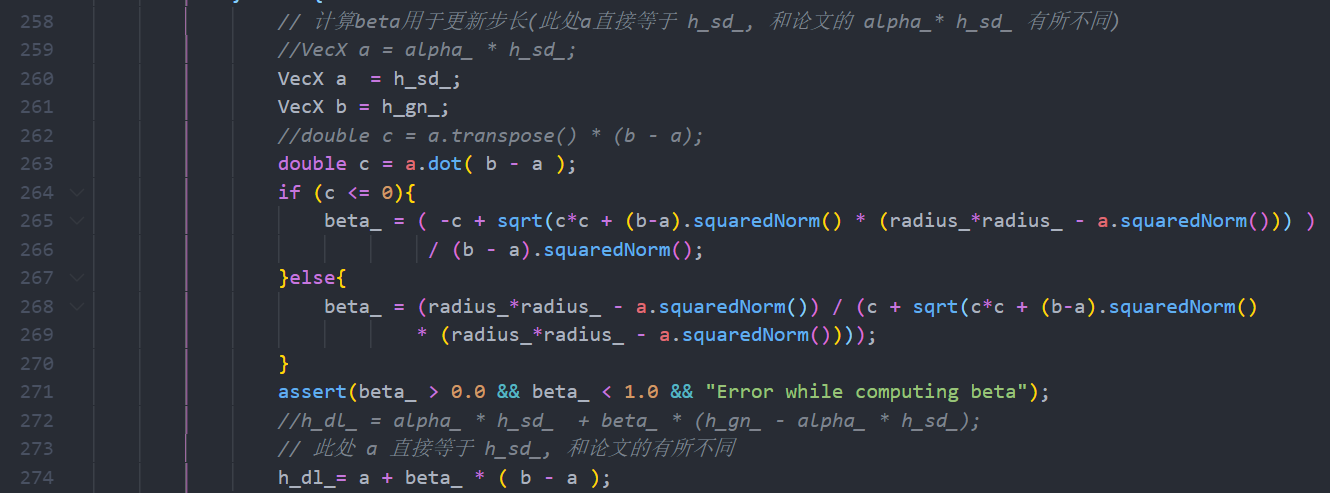 258 // 计算beta用于更新步长(此处a直接等于 h_sd_, 和论文的 alpha_* h_sd_ 有所不同)
259 //VecX a = alpha_ * h_sd_;
260 VecX a  = h_sd_;
261 VecX b = h_gn_;
262 //double c = a.transpose() * (b - a);
263 double c = a.dot( b - a );
264 if (c <= 0){
265 beta_ = ( -c + sqrt(c*c + (b-a).squaredNorm() * (radius_*radius_ - a.squaredNorm())) )
266 / (b - a).squaredNorm();
267 }else{
268 beta_ = (radius_*radius_ - a.squaredNorm()) / (c + sqrt(c*c + (b-a).squaredNorm()
269 * (radius_*radius_ - a.squaredNorm())));
270 }
271 assert(beta_ > 0.0 && beta_ < 1.0 && "Error while computing beta");
272 //h_dl_ = alpha_ * h_sd_  + beta_ * (h_gn_ - alpha_ * h_sd_);
273 // 此处 a 直接等于 h_sd_, 和论文的有所不同
274 h_dl_= a + beta_ * ( b - a );